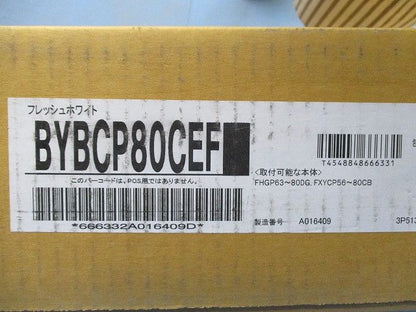 フレッシュホワイト
BYBCP80CEF
このバーコードは、POS用ではありません。
*666332A016409D*
T4548848666331
<取付可能な本体>
FHGP63～80DG, FXYCP56～80CB
製造番号 A016409
3P513